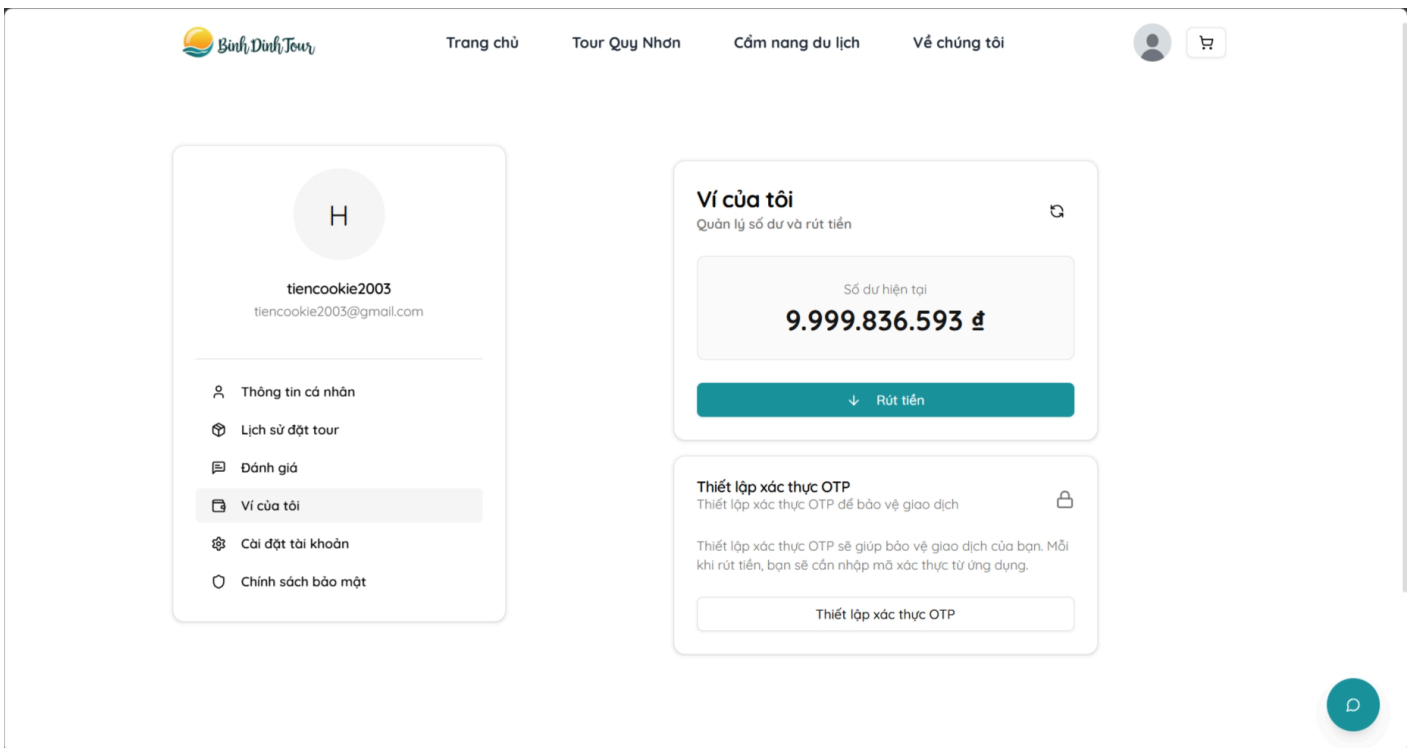 Binh Dinh Tour
Trang chủ
Tour Quy Nhơn
Cẩm nang du lịch
Về chúng tôi
H
tiencookie2003
tiencookie2003@gmail.com
Thông tin cá nhân
Lịch sử đặt tour
Đánh giá
Ví của tôi
Cài đặt tài khoản
Chính sách bảo mật
Ví của tôi
Quản lý số dư và rút tiền
Số dư hiện tại
9.999.836.593 ₫
Rút tiền
Thiết lập xác thực OTP
Thiết lập xác thực OTP để bảo vệ giao dịch
Thiết lập xác thực OTP sẽ giúp bảo vệ giao dịch của bạn. Mỗi
khi rút tiền, bạn sẽ cần nhập mã xác thực từ ứng dụng.
Thiết lập xác thực OTP